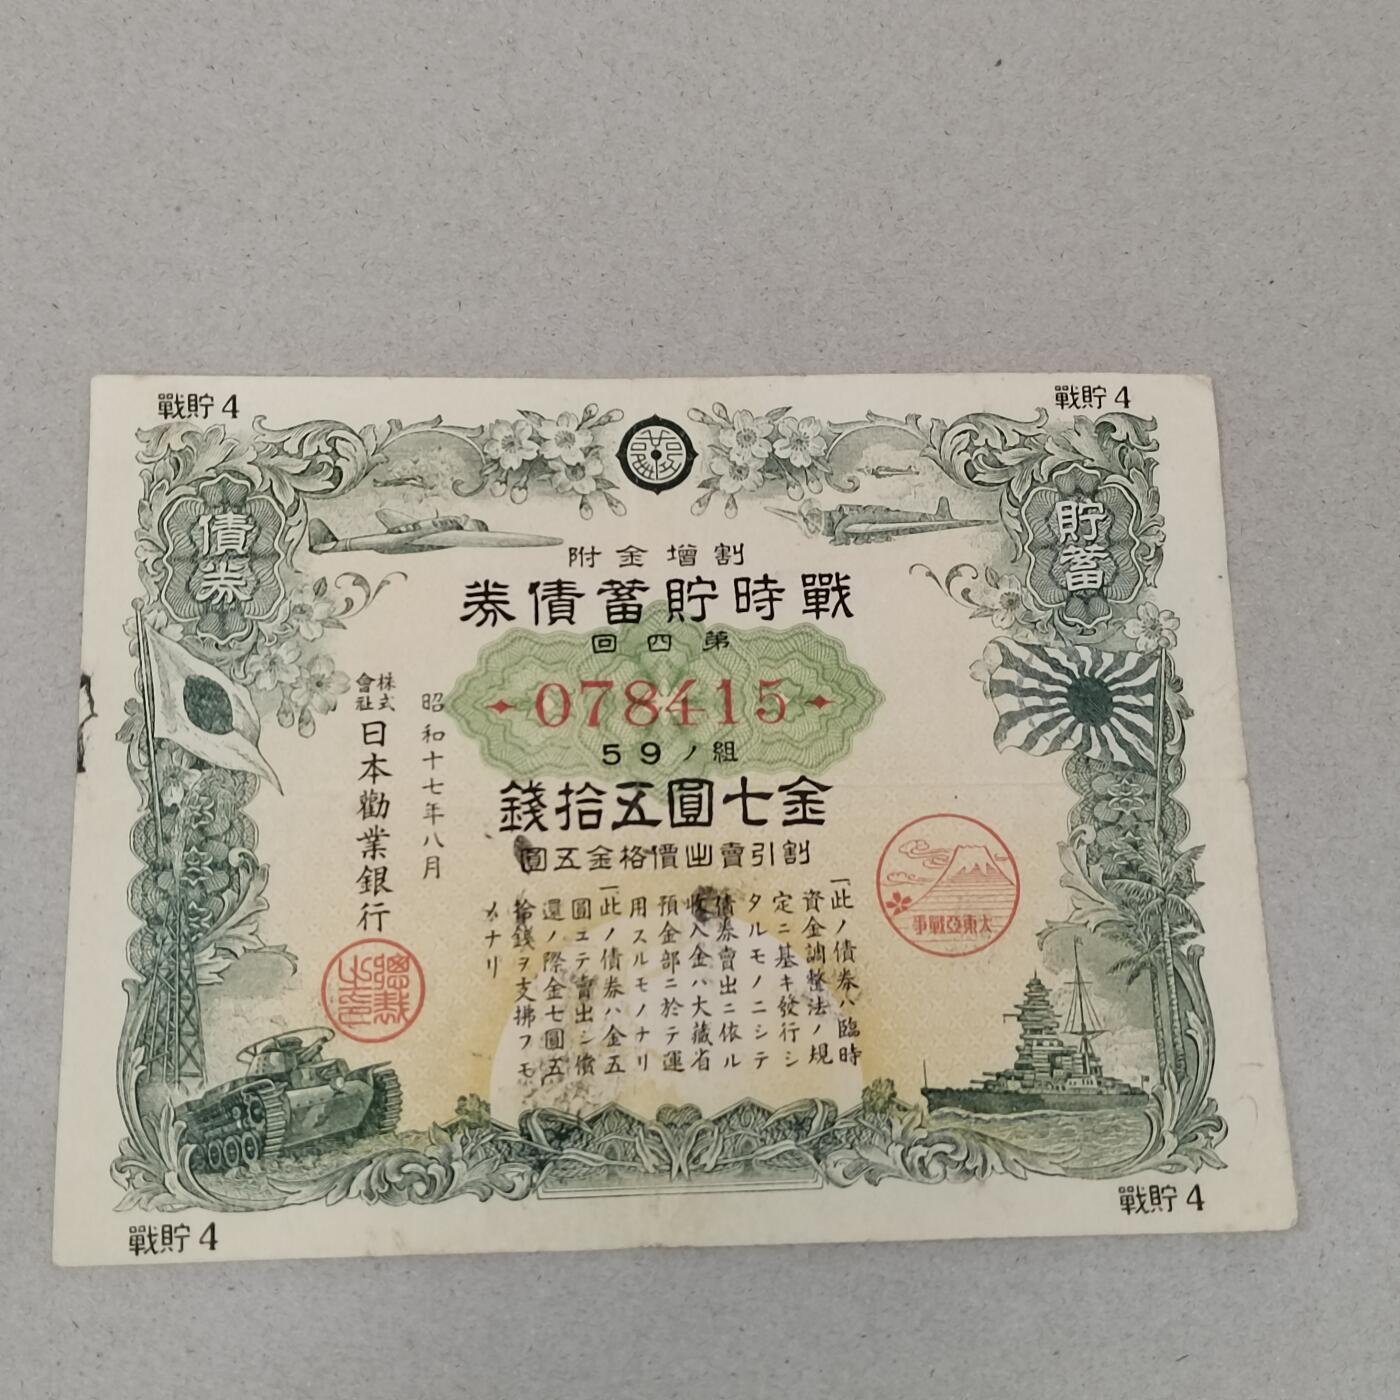 戰貯4
戰貯4
貯蓄
債券
割增金附
戰時貯蓄債券
第四回
078415
組ノ59
金七圓五拾錢
割引賣出價格金五圓
大東亞戰爭
「此ノ債券ハ臨時
資金調整法ノ規
定ニ基キ發行シ
タルモノニシテ
債券賣出ニ依ル
收入金ハ大藏省
預金部ニ於テ運
用スルモノナリ
「此ノ債券ハ金五
圓ニテ賣出シ償
還ノ際金七圓五
拾錢ヲ支拂フモ
ノナリ
昭和十七年八月
株式會社
日本勸業銀行
總裁之印
戰貯4
戰貯4